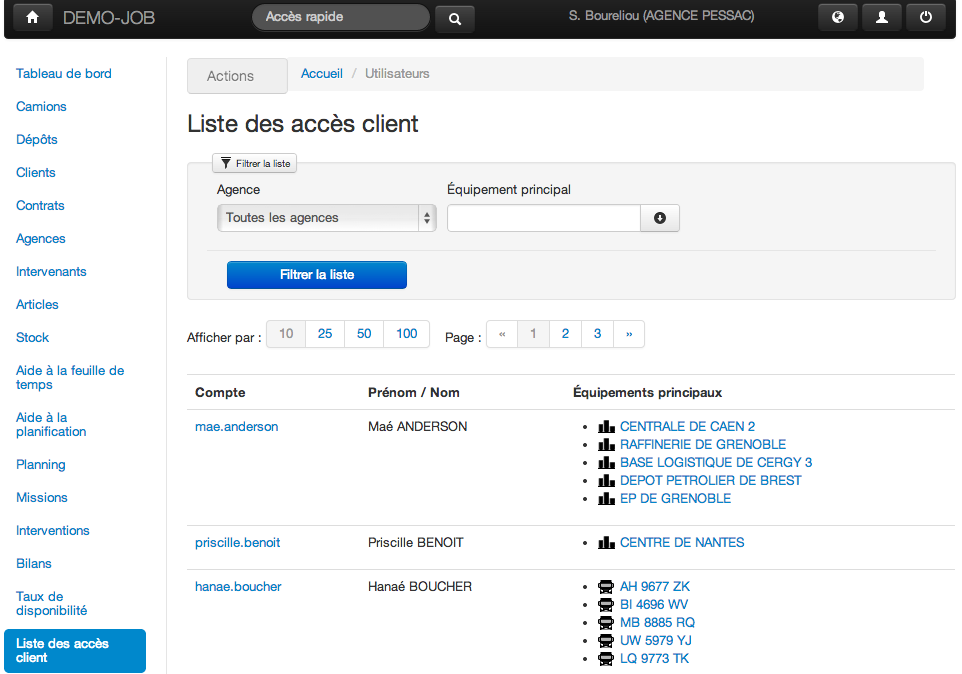 DEMO-JOB
Accès rapide
S. Boureliou (AGENCE PESSAC)
Tableau de bord
Camions
Dépôts
Clients
Contrats
Agences
Intervenants
Articles
Stock
Aide à la feuille de
temps
Aide à la
planification
Planning
Missions
Interventions
Bilans
Taux de
disponibilité
Liste des accès
client
Actions
Accueil / Utilisateurs
Liste des accès client
Filtrer la liste
Agence
Équipement principal
Toutes les agences
Filtrer la liste
Afficher par : 10 25 50 100 Page : « 1 2 3 »
Compte Prénom / Nom Équipements principaux
mae.anderson Maé ANDERSON • CENTRALE DE CAEN 2
• RAFFINERIE DE GRENOBLE
• BASE LOGISTIQUE DE CERGY 3
• DEPOT PETROLIER DE BREST
• EP DE GRENOBLE
priscille.benoit Priscille BENOIT • CENTRE DE NANTES
hanae.boucher Hanaé BOUCHER • AH 9677 ZK
• BI 4696 WV
• MB 8885 RQ
• UW 5979 YJ
• LQ 9773 TK